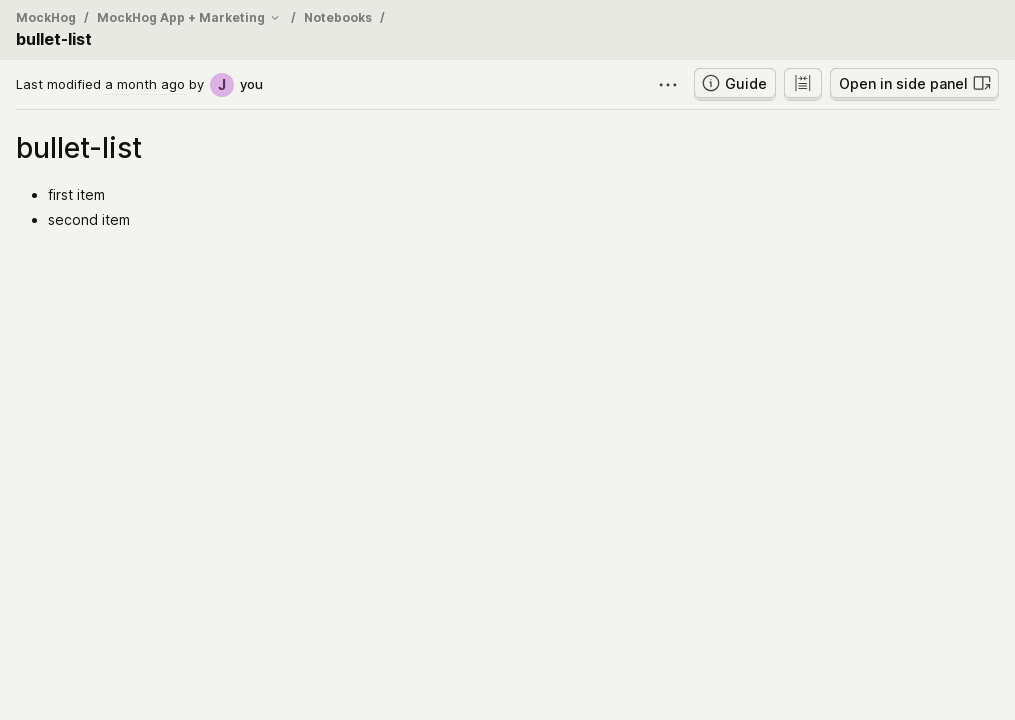 MockHog / MockHog App + Marketing / Notebooks /
bullet-list
Last modified a month ago by J you
Guide
Open in side panel
bullet-list
• first item
• second item